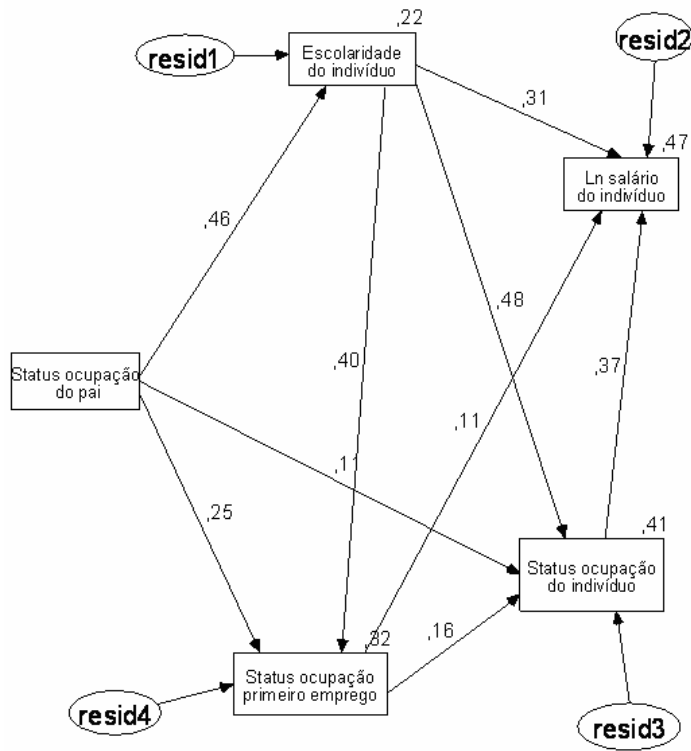 ,22
resid1
Escolaridade
do indivíduo
resid2
,31
,47
Ln salário
do indivíduo
,46
,48
,40
,37
Status ocupação
do pai
,11
,11
,25
,41
Status ocupação
do indivíduo
,32
,16
Status ocupação
primeiro emprego
resid4
resid3